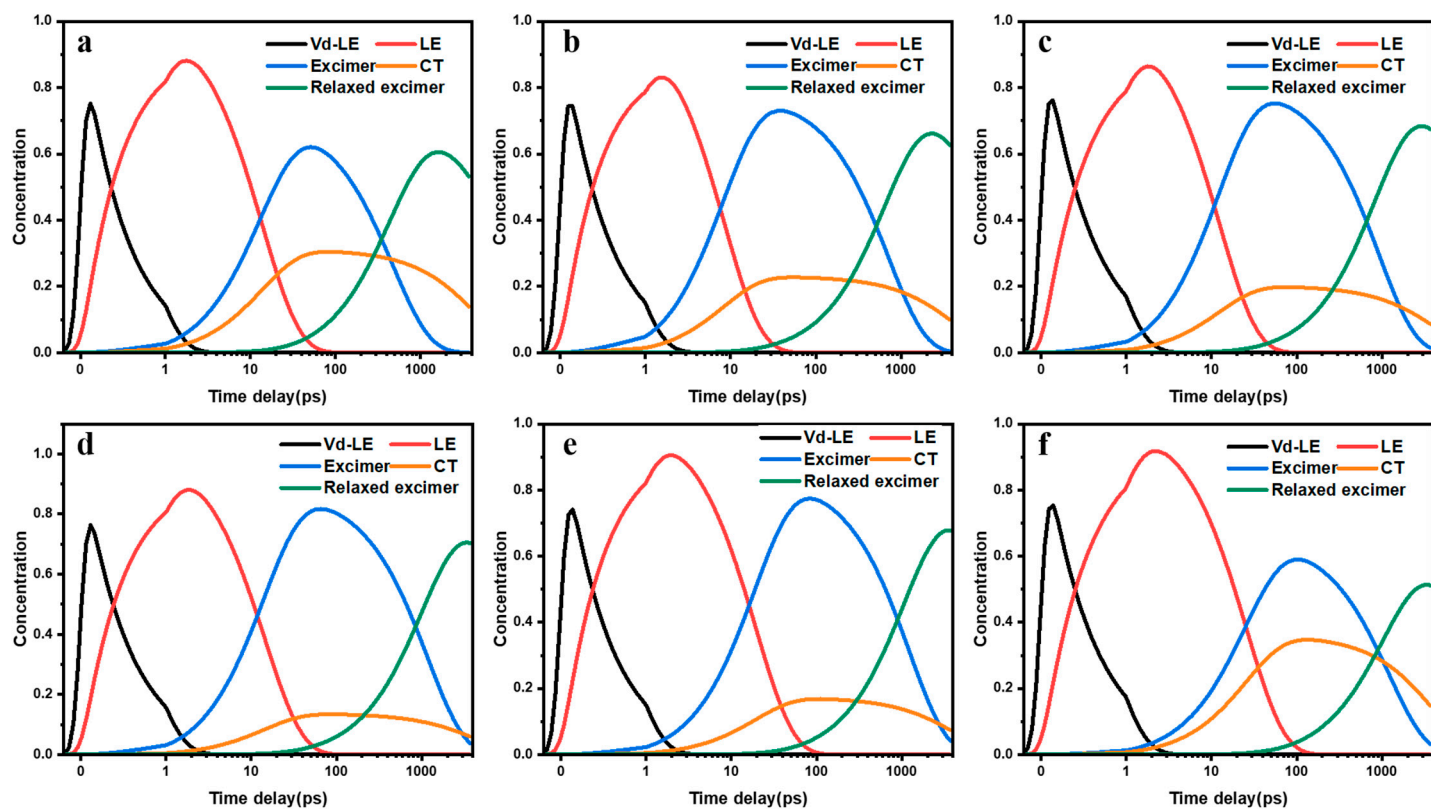 a
Vd-LE LE
Excimer CT
Relaxed excimer
Concentration
1.0
0.8
0.6
0.4
0.2
0.0
0 1 10 100 1000
Time delay(ps)
b
Vd-LE LE
Excimer CT
Relaxed excimer
Concentration
1.0
0.8
0.6
0.4
0.2
0.0
0 1 10 100 1000
Time delay(ps)
c
Vd-LE LE
Excimer CT
Relaxed excimer
Concentration
1.0
0.8
0.6
0.4
0.2
0.0
0 1 10 100 1000
Time delay(ps)
d
Vd-LE LE
Excimer CT
Relaxed excimer
Concentration
1.0
0.8
0.6
0.4
0.2
0.0
0 1 10 100 1000
Time delay(ps)
e
Vd-LE LE
Excimer CT
Relaxed excimer
Concentration
1.0
0.8
0.6
0.4
0.2
0.0
0 1 10 100 1000
Time delay(ps)
f
Vd-LE LE
Excimer CT
Relaxed excimer
Concentration
1.0
0.8
0.6
0.4
0.2
0.0
0 1 10 100 1000
Time delay(ps)